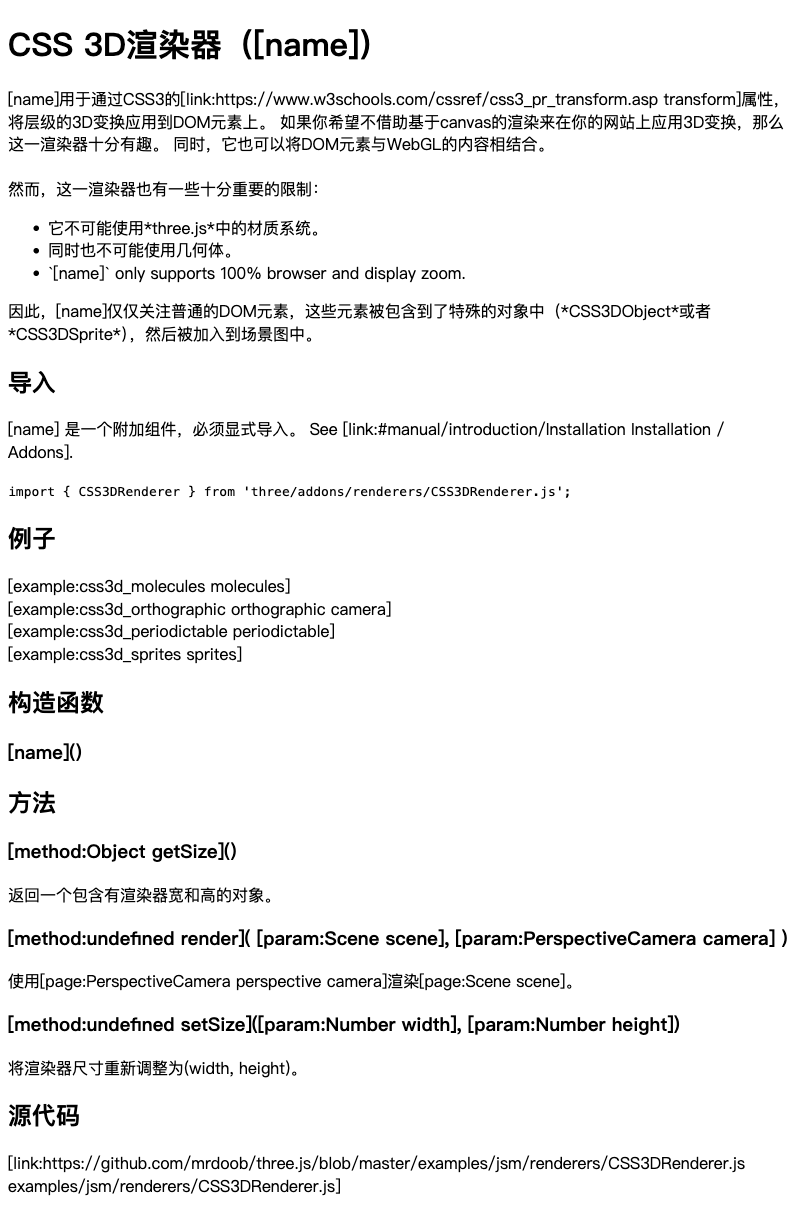 CSS 3D渲染器（[name]）
[name]用于通过CSS3的[link:https://www.w3schools.com/cssref/css3_pr_transform.asp transform]属性，
将层级的3D变换应用到DOM元素上。 如果你希望不借助基于canvas的渲染来在你的网站上应用3D变换，那么
这一渲染器十分有趣。 同时，它也可以将DOM元素与WebGL的内容相结合。
然而，这一渲染器也有一些十分重要的限制：
• 它不可能使用*three.js*中的材质系统。
• 同时也不可能使用几何体。
• `[name]` only supports 100% browser and display zoom.
因此，[name]仅仅关注普通的DOM元素，这些元素被包含到了特殊的对象中（*CSS3DObject*或者
*CSS3DSprite*），然后被加入到场景图中。
导入
[name] 是一个附加组件，必须显式导入。 See [link:#manual/introduction/Installation Installation /
Addons].
import { CSS3DRenderer } from 'three/addons/renderers/CSS3DRenderer.js';
例子
[example:css3d_molecules molecules]
[example:css3d_orthographic orthographic camera]
[example:css3d_periodictable periodictable]
[example:css3d_sprites sprites]
构造函数
[name]()
方法
[method:Object getSize]()
返回一个包含有渲染器宽和高的对象。
[method:undefined render]( [param:Scene scene], [param:PerspectiveCamera camera] )
使用[page:PerspectiveCamera perspective camera]渲染[page:Scene scene]。
[method:undefined setSize]([param:Number width], [param:Number height])
将渲染器尺寸重新调整为(width, height)。
源代码
[link:https://github.com/mrdoob/three.js/blob/master/examples/jsm/renderers/CSS3DRenderer.js
examples/jsm/renderers/CSS3DRenderer.js]